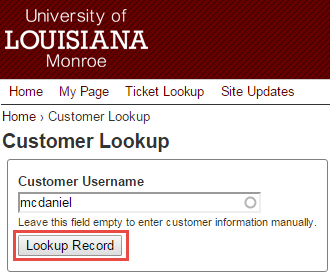 University of
LOUISIANA
Monroe
Home My Page Ticket Lookup Site Updates
Home › Customer Lookup
Customer Lookup
Customer Username
mcdaniel
Leave this field empty to enter customer information manually.
Lookup Record